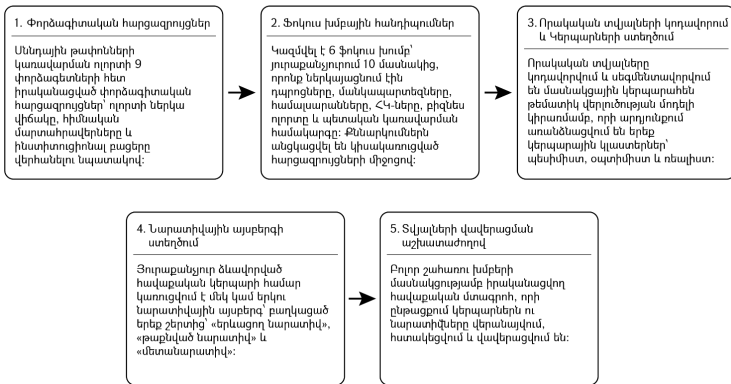 1. Փորձագիտական հարցազրույցներ
Սննդային թափոնների
կառավարման ոլորտի 9
փորձագետների հետ
իրականացված փորձագիտական
հարցազրույցներ՝ ոլորտի ներկա
վիճակը, հիմնական
մարտահրավերները և
ինստիտուցիոնալ բացերը
վերհանելու նպատակով:
2. Ֆոկուս խմբային հանդիպումներ
Կազմվել է 6 ֆոկուս խումբ՝
յուրաքանչյուրում 10 մասնակից,
որոնք ներկայացնում էին
դպրոցները, մանկապարտեզները,
համալսարանները, ՀԿ-ները, բիզնես
ոլորտը և պետական կառավարման
համակարգը: Քննարկումներն
անցկացվել են կիսակառուցված
հարցազրույցների միջոցով:
3. Որակական տվյալների կոդավորում
և Կերպարների ստեղծում
Որակական տվյալները
կոդավորվում և սեգմենտավորվում
են մասնակցային կերպարահեն
թեմատիկ վերլուծության մոդելի
կիրառմամբ, որի արդյունքում
առանձնացվում են երեք
կերպարային կլաստերներ՝
պեսիմիստ, օպտիմիստ և ռեալիստ:
4. Նարատիվային այսբերգի
ստեղծում
Յուրաքանչյուր ձևավորված
հավաքական կերպարի համար
կառուցվում է մեկ կամ երկու
նարատիվային այսբերգ՝ բաղկացած
երեք շերտից՝ «երևացող նարատիվ»,
«թաքնված նարատիվ» և
«մետանարատիվ»:
5. Տվյալների վավերացման
աշխատաժողով
Բոլոր շահառու խմբերի
մասնակցությամբ իրականացվող
հավաքական մտագրոհ, որի
ընթացքում կերպարներն ու
նարատիվները վերանայվում,
հստակեցվում և վավերացվում են: